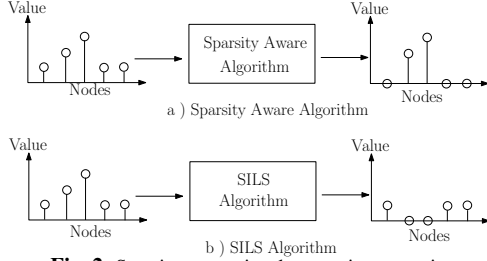 Value
Value
Sparsity Aware
Algorithm
Nodes
Nodes
a ) Sparsity Aware Algorithm
Value
Value
SILS
Algorithm
Nodes
Nodes
b ) SILS Algorithm